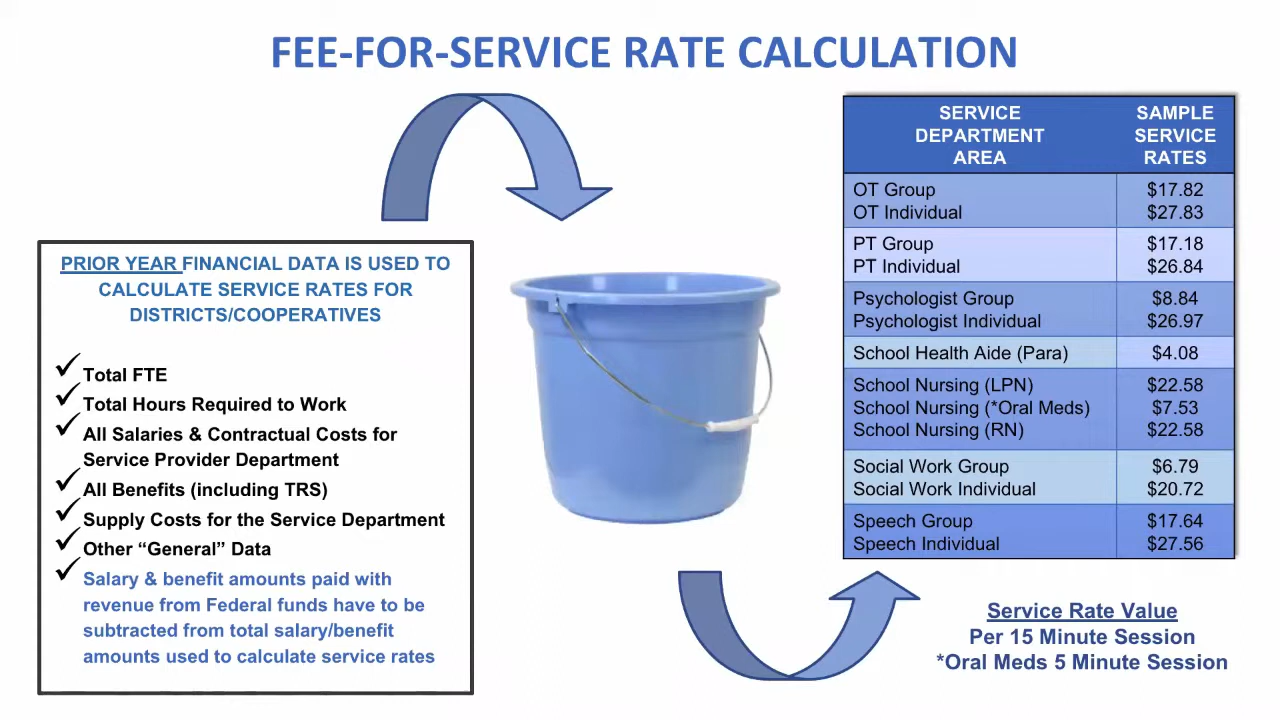 FEE-FOR-SERVICE RATE CALCULATION
PRIOR YEAR FINANCIAL DATA IS USED TO
CALCULATE SERVICE RATES FOR
DISTRICTS/COOPERATIVES
✓Total FTE
✓Total Hours Required to Work
✓All Salaries & Contractual Costs for
Service Provider Department
✓All Benefits (including TRS)
✓Supply Costs for the Service Department
✓Other “General” Data
✓Salary & benefit amounts paid with
revenue from Federal funds have to be
subtracted from total salary/benefit
amounts used to calculate service rates
SERVICE
DEPARTMENT
AREA
SAMPLE
SERVICE
RATES
OT Group $17.82
OT Individual $27.83
PT Group $17.18
PT Individual $26.84
Psychologist Group $8.84
Psychologist Individual $26.97
School Health Aide (Para) $4.08
School Nursing (LPN) $22.58
School Nursing (*Oral Meds) $7.53
School Nursing (RN) $22.58
Social Work Group $6.79
Social Work Individual $20.72
Speech Group $17.64
Speech Individual $27.56
Service Rate Value
Per 15 Minute Session
*Oral Meds 5 Minute Session